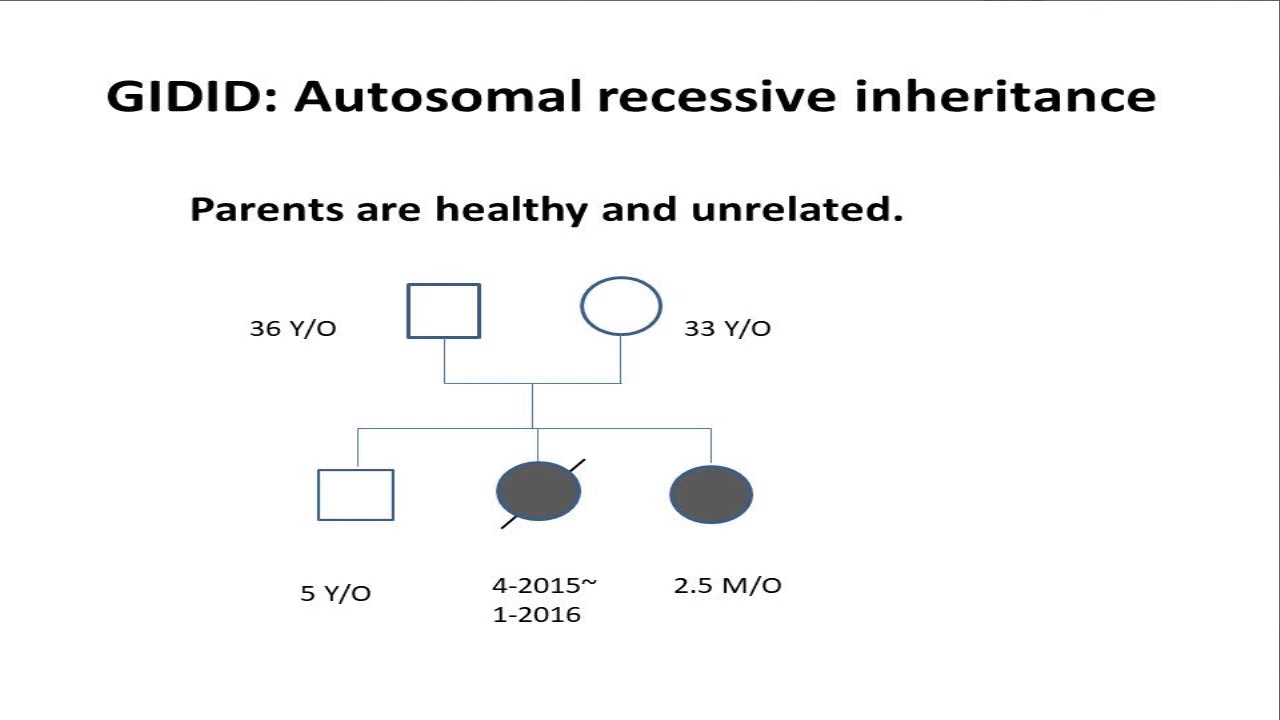 GIDID: Autosomal recessive inheritance
Parents are healthy and unrelated.
36 Y/O
33 Y/O
5 Y/O
4-2015~
1-2016
2.5 M/O